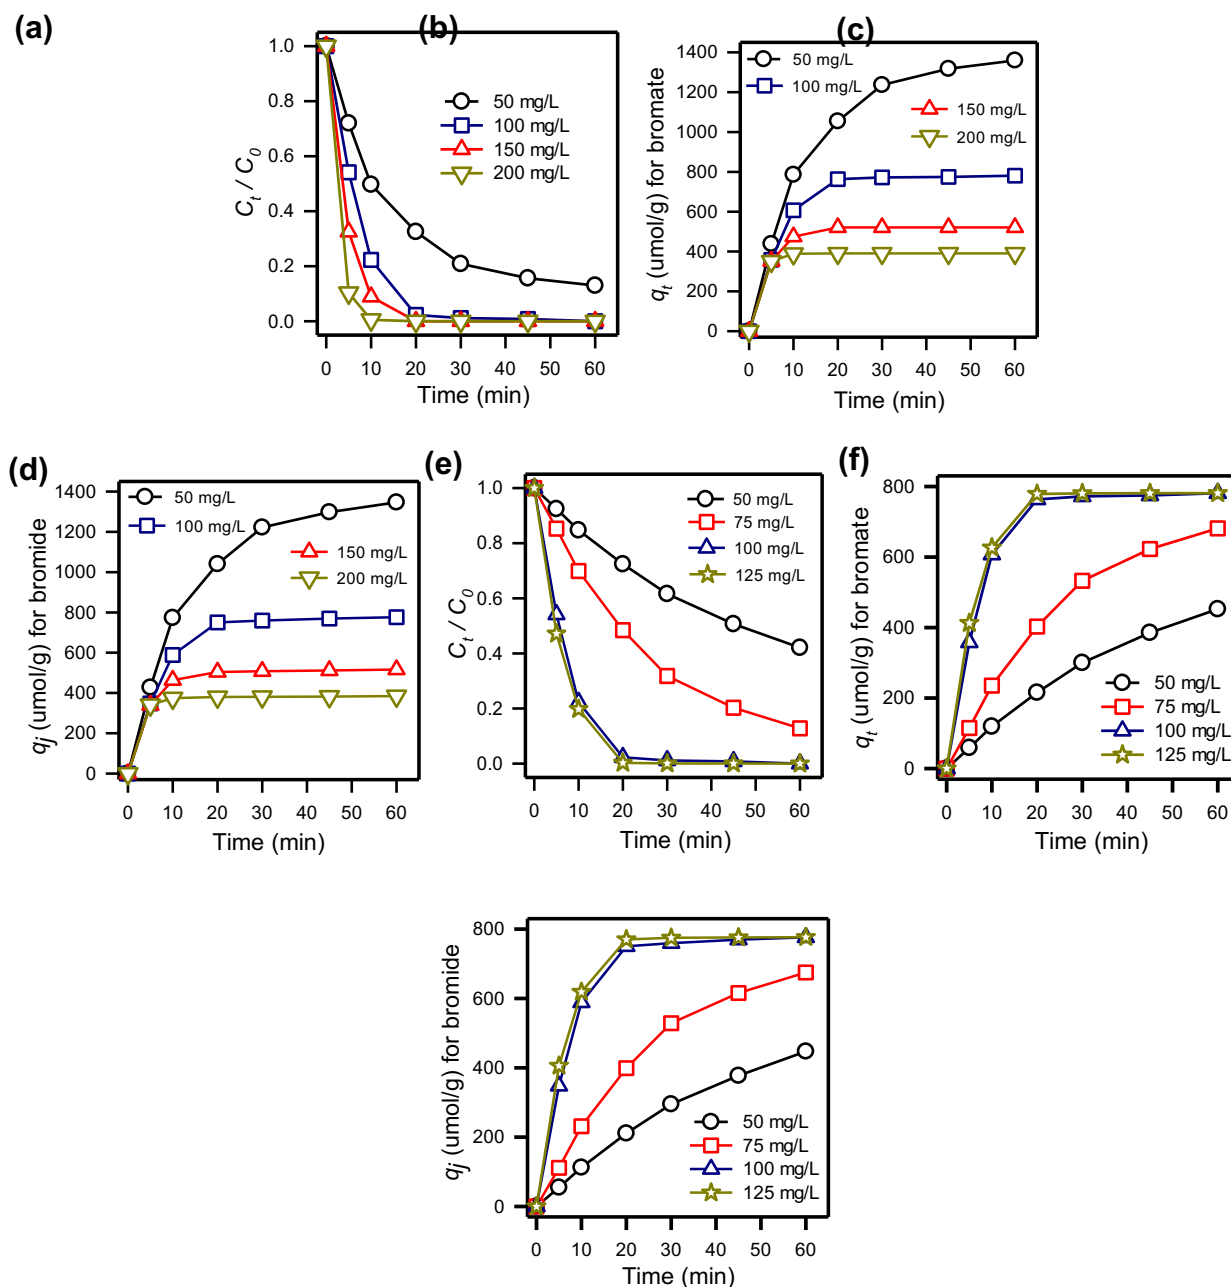 (a)
(b)
(c)
1.0
0.8
0.6
0.4
0.2
0.0
C_t / C_0
50 mg/L
100 mg/L
150 mg/L
200 mg/L
0 10 20 30 40 50 60
Time (min)
1400
1200
1000
800
600
400
200
0
q_t (umol/g) for bromate
50 mg/L
100 mg/L
150 mg/L
200 mg/L
0 10 20 30 40 50 60
Time (min)
(d)
(e)
(f)
1400
1200
1000
800
600
400
200
0
q_j (umol/g) for bromide
50 mg/L
100 mg/L
150 mg/L
200 mg/L
0 10 20 30 40 50 60
Time (min)
1.0
0.8
0.6
0.4
0.2
0.0
C_t / C_0
50 mg/L
75 mg/L
100 mg/L
125 mg/L
0 10 20 30 40 50 60
Time (min)
800
600
400
200
0
q_t (umol/g) for bromate
50 mg/L
75 mg/L
100 mg/L
125 mg/L
0 10 20 30 40 50 60
Time (min)
800
600
400
200
0
q_j (umol/g) for bromide
50 mg/L
75 mg/L
100 mg/L
125 mg/L
0 10 20 30 40 50 60
Time (min)